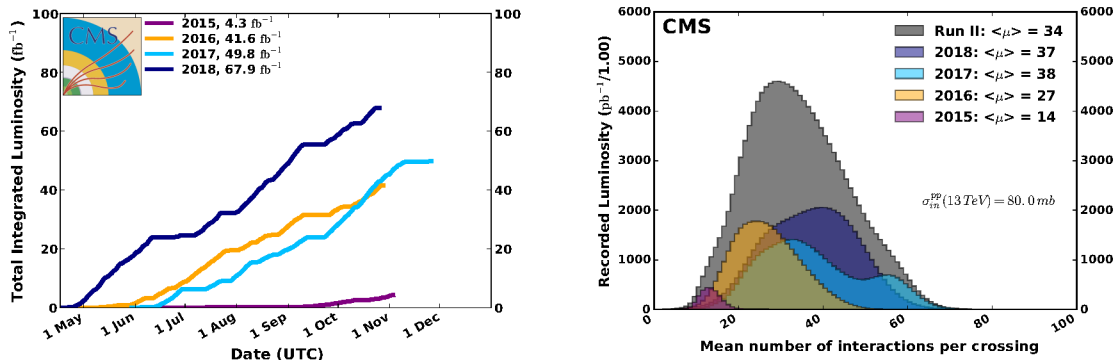 CMS
2015, 4.3 fb⁻¹
2016, 41.6 fb⁻¹
2017, 49.8 fb⁻¹
2018, 67.9 fb⁻¹
Total Integrated Luminosity (fb⁻¹)
100
80
60
40
20
0
100
80
60
40
20
0
1 May
1 Jun
1 Jul
1 Aug
1 Sep
1 Oct
1 Nov
1 Dec
Date (UTC)
CMS
Run II: <μ> = 34
2018: <μ> = 37
2017: <μ> = 38
2016: <μ> = 27
2015: <μ> = 14
σ_in^pp(13 TeV) = 80.0 mb
Recorded Luminosity (pb⁻¹/1.00)
6000
5000
4000
3000
2000
1000
0
6000
5000
4000
3000
2000
1000
0
0
20
40
60
80
100
Mean number of interactions per crossing